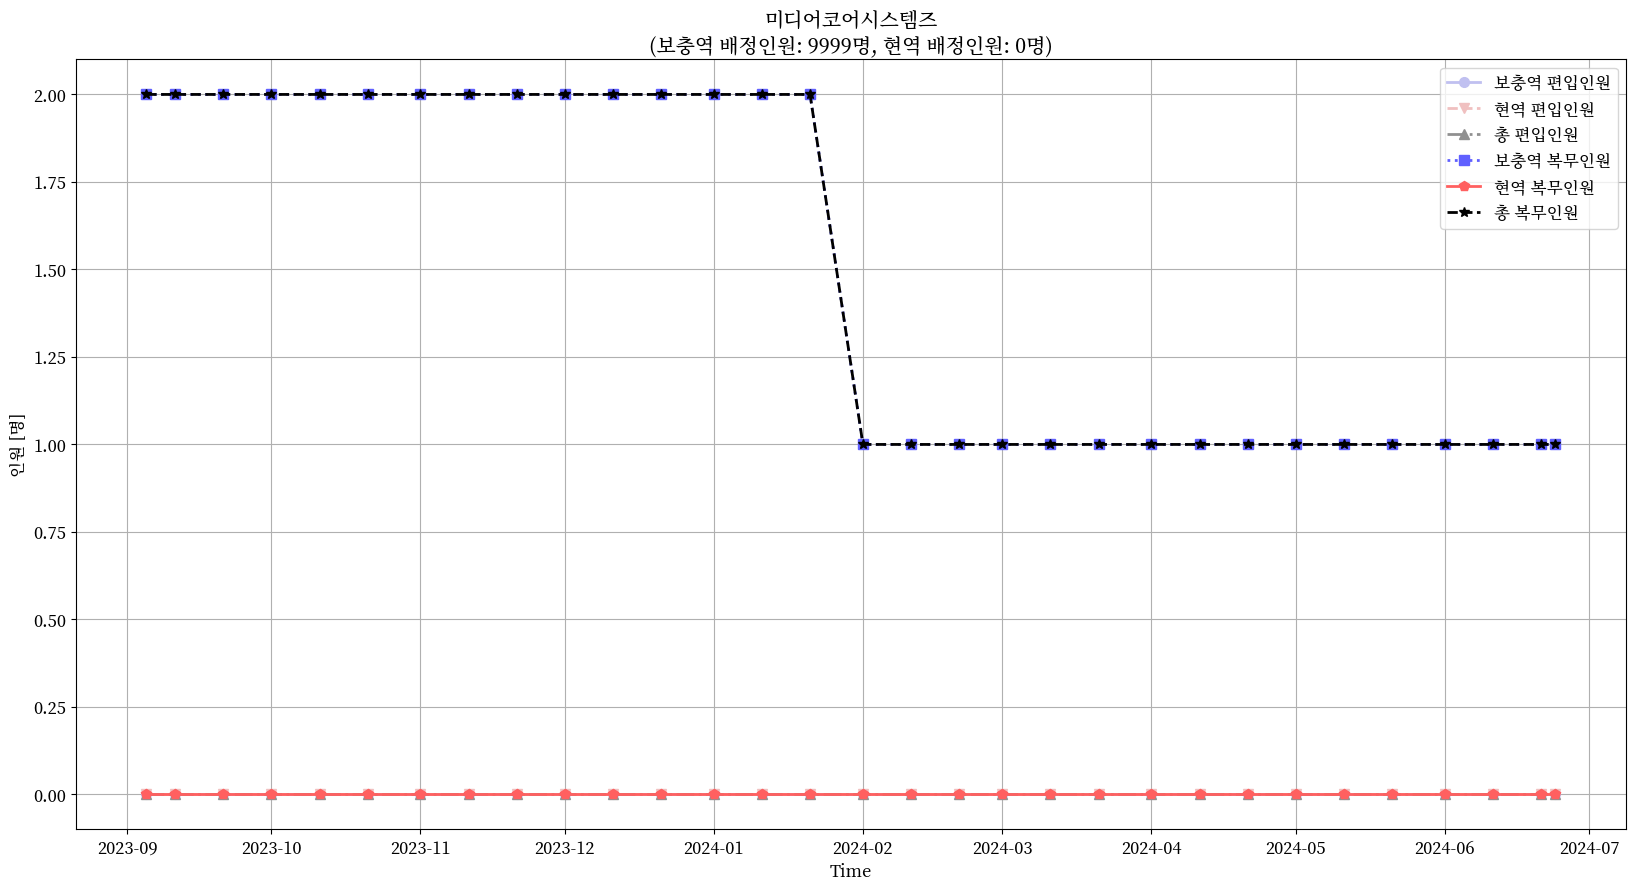 미디어코어시스템즈
(보충역 배정인원: 9999명, 현역 배정인원: 0명)
보충역 편입인원
현역 편입인원
총 편입인원
보충역 복무인원
현역 복무인원
총 복무인원
인원 [명]
2.00
1.75
1.50
1.25
1.00
0.75
0.50
0.25
0.00
2023-09 2023-10 2023-11 2023-12 2024-01 2024-02 2024-03 2024-04 2024-05 2024-06 2024-07
Time